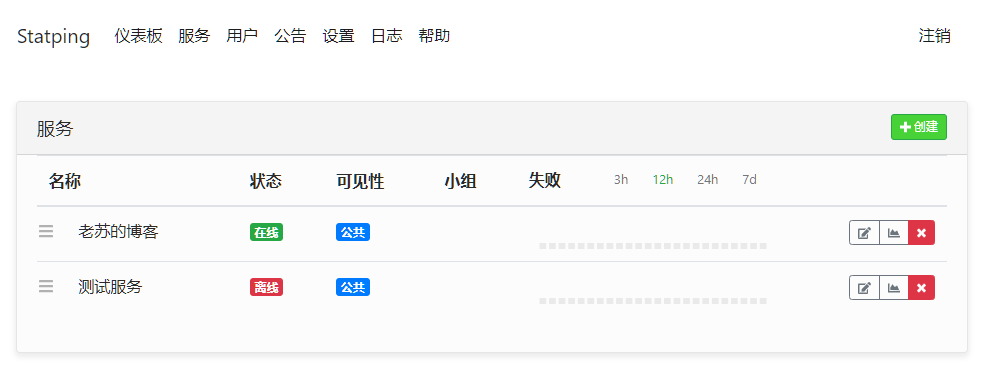 Statping 仪表板 服务 用户 公告 设置 日志 帮助 注销
服务 创建
名称 状态 可见性 小组 失败 3h 12h 24h 7d
老苏的博客 在线 公共
测试服务 离线 公共